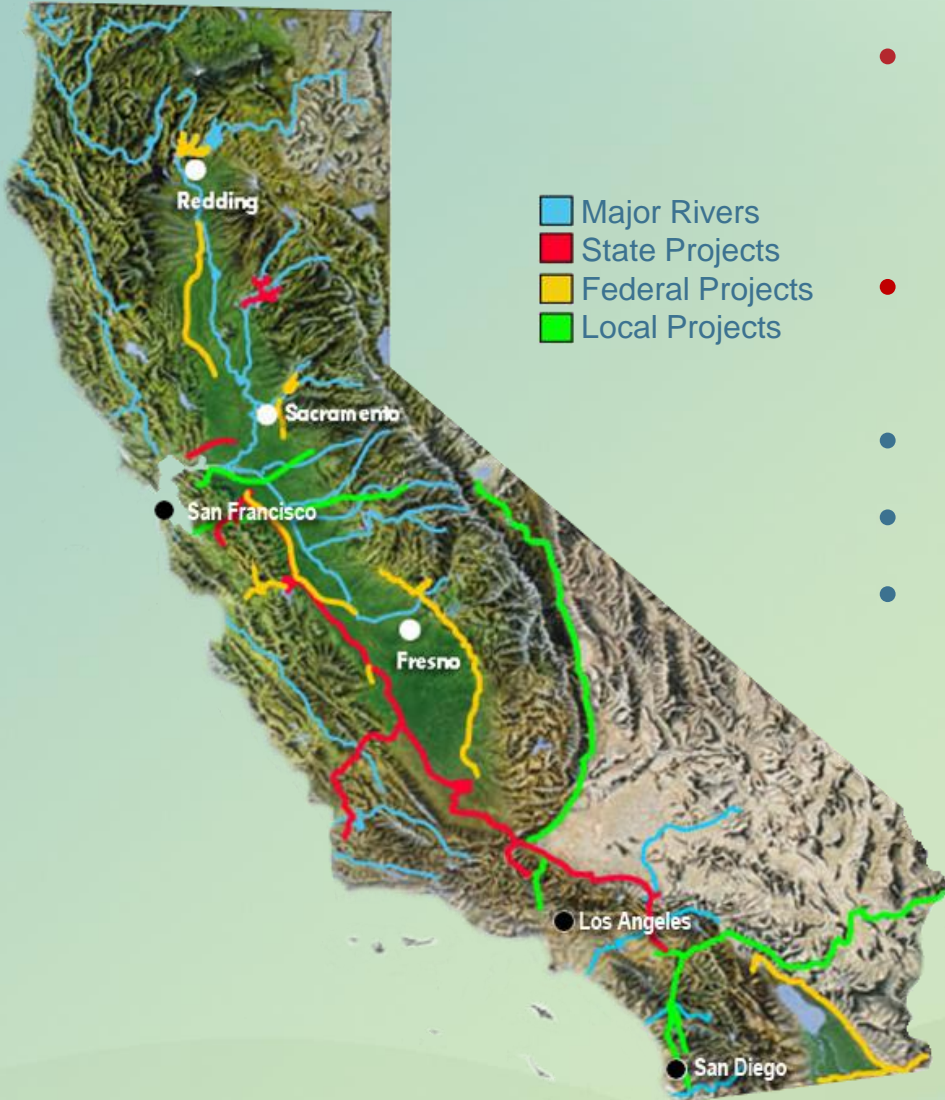 Redding
Major Rivers
State Projects
Federal Projects
Local Projects
Sacramento
San Francisco
Fresno
Los Angeles
San Diego